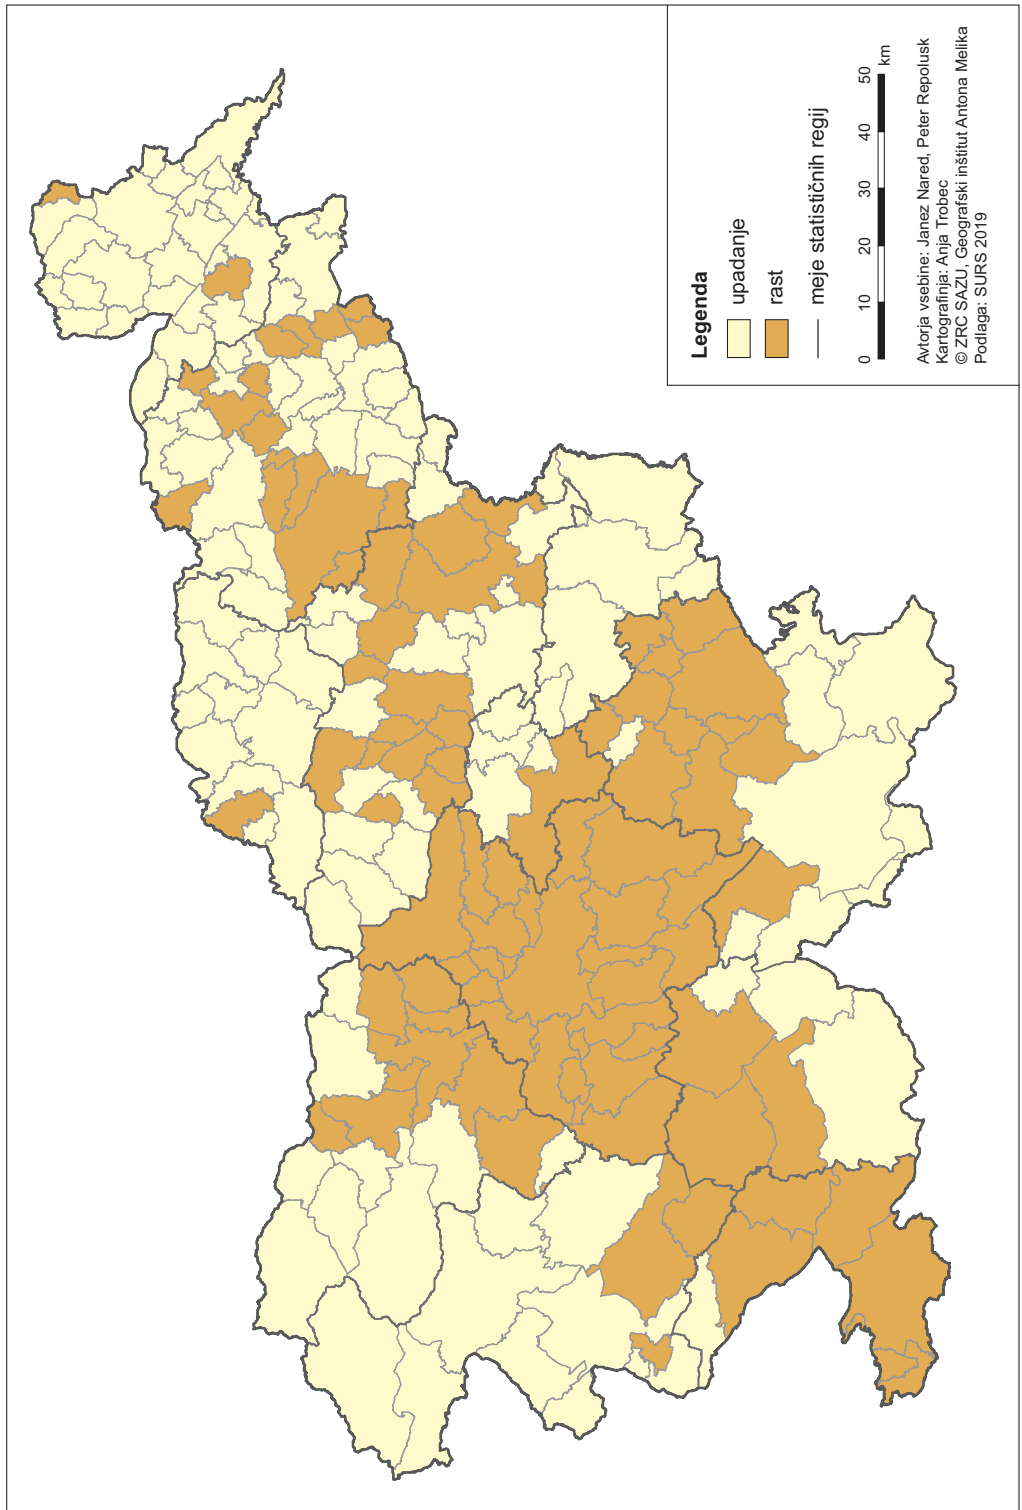 Legenda
upadanje
rast
meje statističnih regij
0 10 20 30 40 50
km
Avtorja vsebine: Janez Nared, Peter Repolusk
Kartografinja: Anja Trobec
© ZRC SAZU, Geografski inštitut Antona Melika
Podlaga: SURS 2019